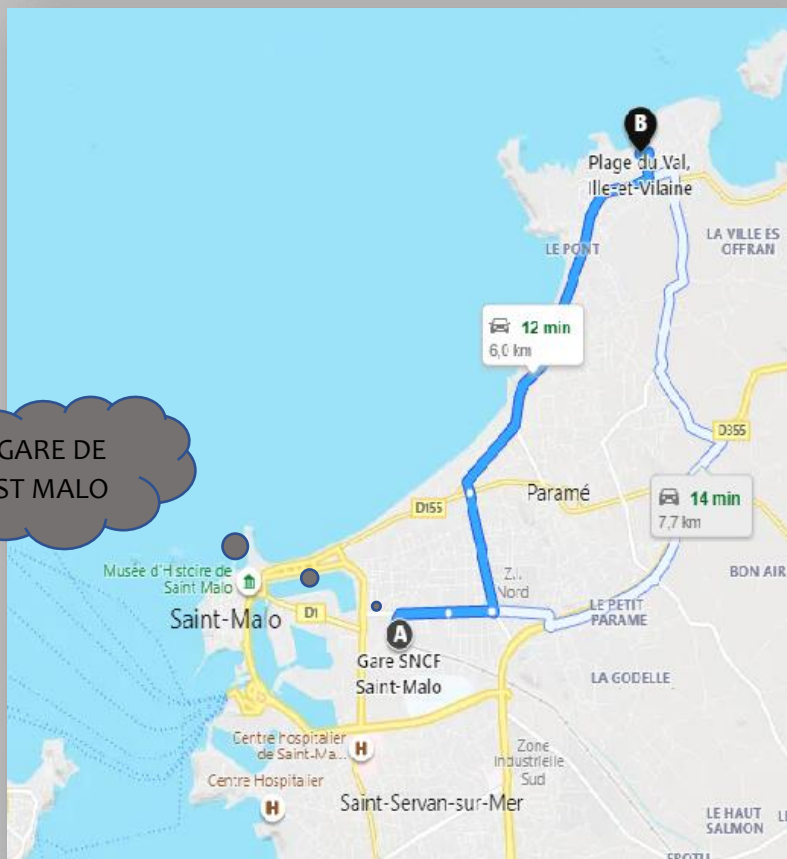 B
Plage du Val,
Ille-et-Vilaine
LA VILLE ES
OFFRAN
LE PONT
12 min
6,0 km
D355
GARE DE
ST MALO
Paramé
14 min
7,7 km
D155
Musée d'Histoire de
Saint Malo
Z.I.
Nord
BON AIR
Saint-Malo
D1
LE PETIT
PARAME
A
Gare SNCF
Saint-Malo
LA GODELLE
Centre hospitalier
de Saint-Ma...
H
Zone
Industrielle
Sud
Centre Hospitalier
H
Saint-Servan-sur-Mer
LE HAUT
SALMON